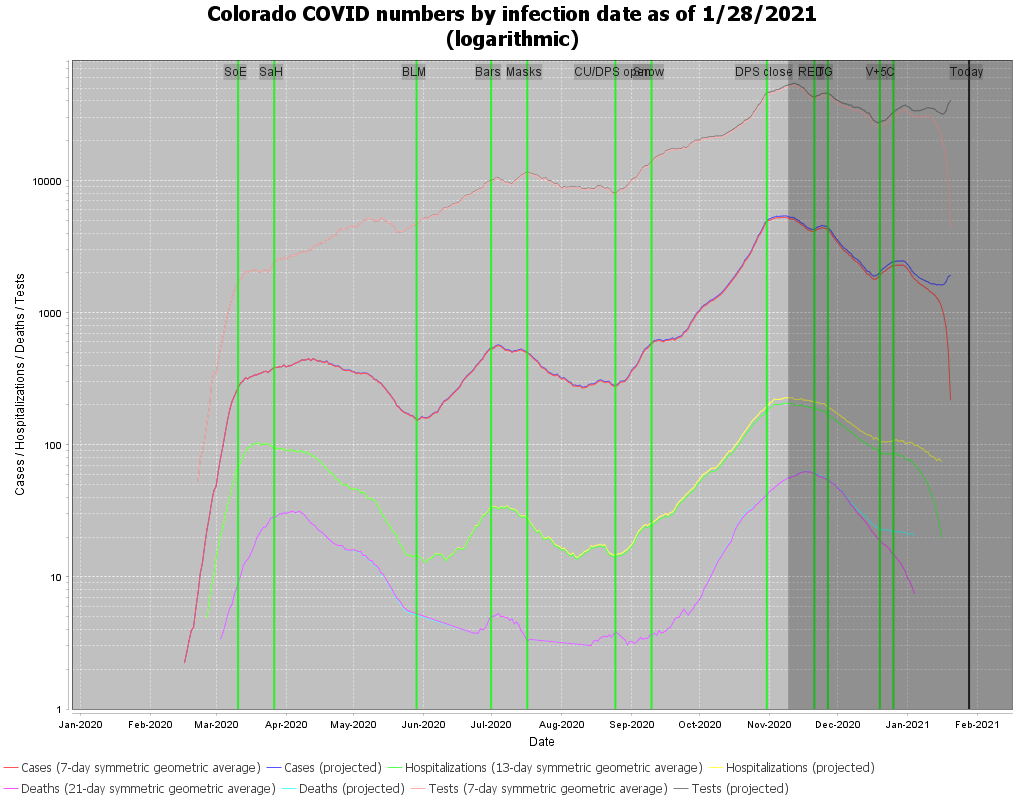 Colorado COVID numbers by infection date as of 1/28/2021
(logarithmic)
SoE SaH BLM Bars Masks CU/DPS open Snow DPS close RED TG V+5C Today
10000
1000
100
10
1
Cases / Hospitalizations / Deaths / Tests
Jan-2020 Feb-2020 Mar-2020 Apr-2020 May-2020 Jun-2020 Jul-2020 Aug-2020 Sep-2020 Oct-2020 Nov-2020 Dec-2020 Jan-2021 Feb-2021
Date
Cases (7-day symmetric geometric average) Cases (projected) Hospitalizations (13-day symmetric geometric average) Hospitalizations (projected)
Deaths (21-day symmetric geometric average) Deaths (projected) Tests (7-day symmetric geometric average) Tests (projected)